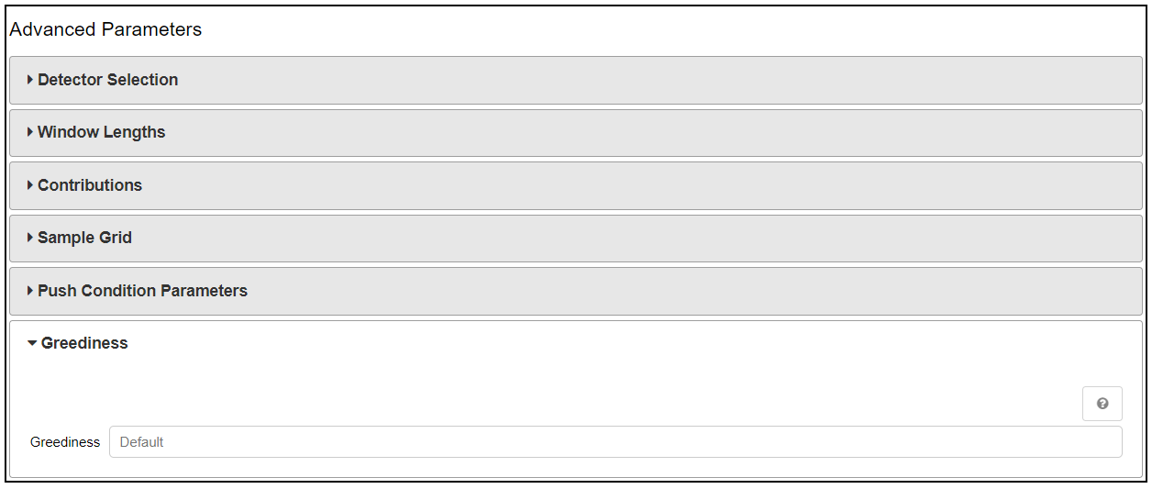 Advanced Parameters
Detector Selection
Window Lengths
Contributions
Sample Grid
Push Condition Parameters
Greediness
?
Greediness Default